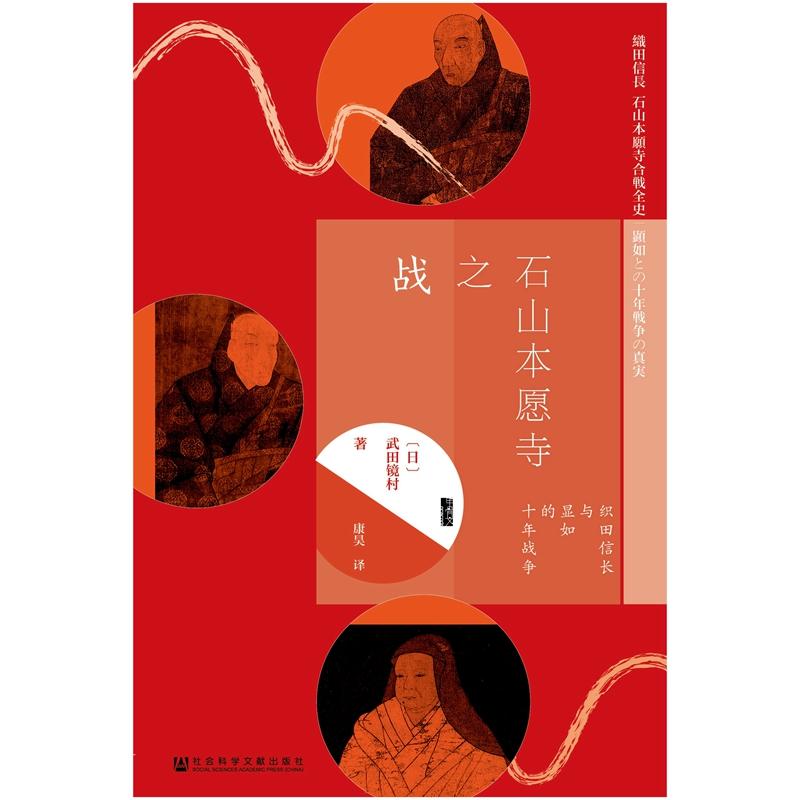 織田信長 石山本願寺合戦全史
顕如との十年戦争の真実
石山本愿寺
之
战
织田信长
与
显如
的
十年战争
〔日〕
武田镜村
著
康昊 译
社会科学文献出版社
SOCIAL SCIENCES ACADEMIC PRESS (CHINA)